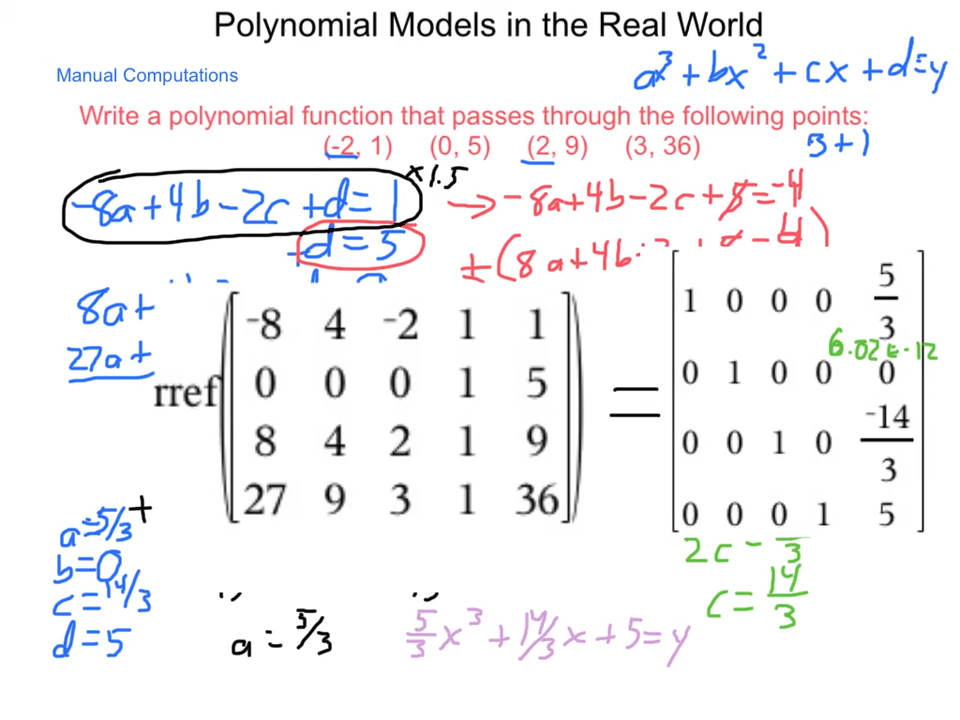 Polynomial Models in the Real World
Manual Computations
ax³ + bx² + cx + d = y
Write a polynomial function that passes through the following points:
(-2, 1) (0, 5) (2, 9) (3, 36)
3+1
-8a+4b-2c+d=1 ×1.5 → -8a+4b-2c+5=-4
+d=5
+(8a+4b
8a+
27a+
rref
-8 4 -2 1 1
0 0 0 1 5
8 4 2 1 9
27 9 3 1 36
=
1 0 0 0 5/3
6.02E-12
0 1 0 0 0
0 0 1 0 -14/3
0 0 0 1 5
a=5/3 +
b=0
c=14/3
d=5
a=5/3
5/3x³+14/3x+5=y
2c - 3
c=14/3